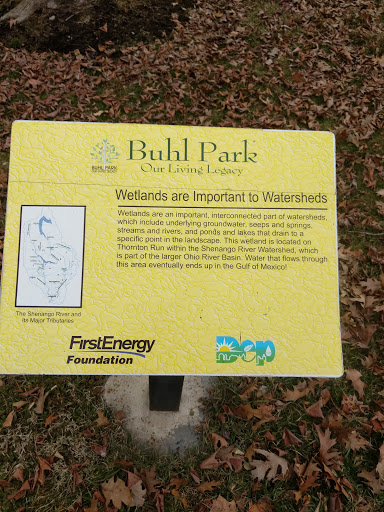 Buhl Park
Our Living Legacy
BUHL PARK
Wetlands are Important to Watersheds
Wetlands are an important, interconnected part of watersheds,
which include underlying groundwater, seeps and springs,
streams and rivers, and ponds and lakes that drain to a
specific point in the landscape. This wetland is located on
Thornton Run within the Shenango River Watershed, which
is part of the larger Ohio River Basin. Water that flows through
this area eventually ends up in the Gulf of Mexico!
The Shenango River and
its Major Tributaries
FirstEnergy
Foundation
dep